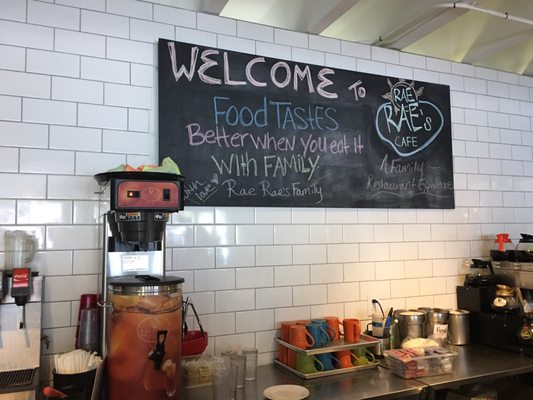 WELCOME TO
Food TASTES
Better when you eat it
With FAMILY
with love
Rae Rae's Family
RAE
RAE's
CAFE
A Family
Restaurant Experience